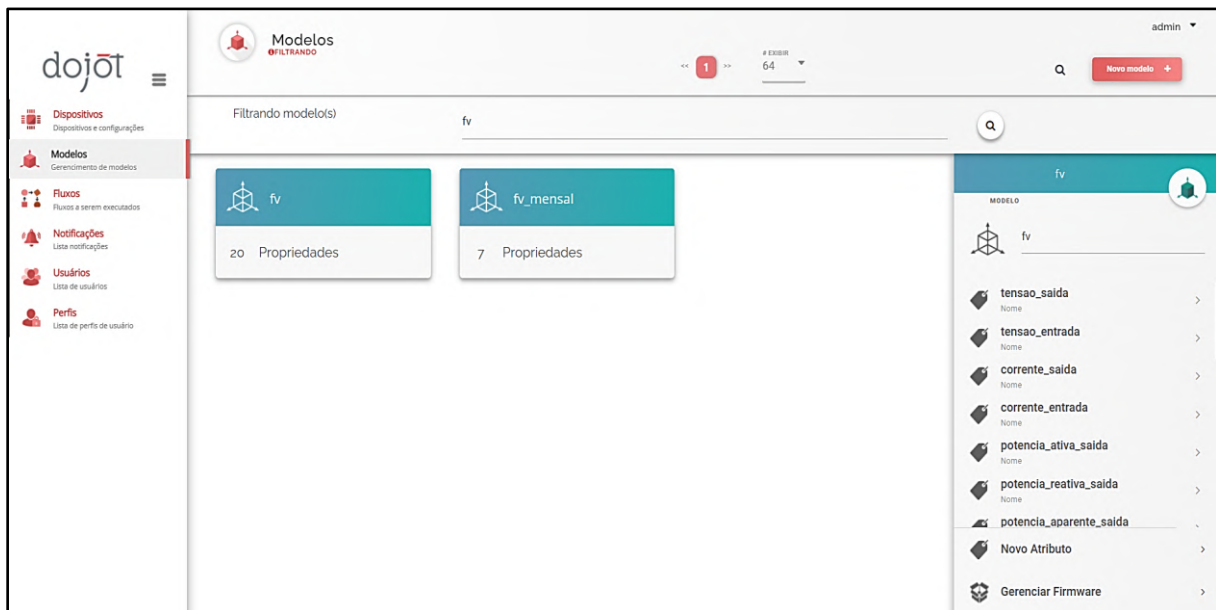 dojot
Dispositivos
Dispositivos e configurações
Modelos
Gerencimento de modelos
Fluxos
Fluxos a serem executados
Notificações
Lista notificações
Usuários
Lista de usuários
Perfis
Lista de perfis de usuário
Modelos
FILTRANDO
<< 1 >>
# EXIBIR
64
admin
Novo modelo +
Filtrando modelo(s)
fv
fv
20 Propriedades
fv_mensal
7 Propriedades
fv
MODELO
fv
tensao_saida
Nome
tensao_entrada
Nome
corrente_saida
Nome
corrente_entrada
Nome
potencia_ativa_saida
Nome
potencia_reativa_saida
Nome
potencia_aparente_saida
Novo Atributo
Gerenciar Firmware